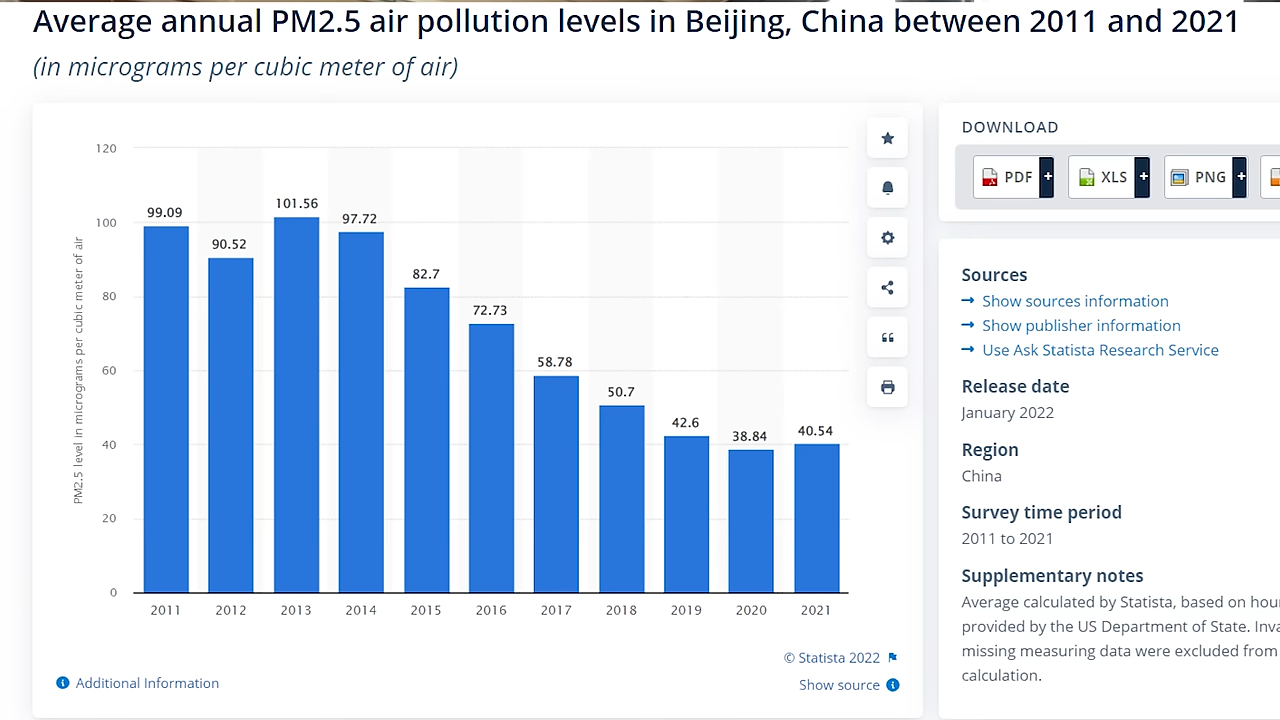 Average annual PM2.5 air pollution levels in Beijing, China between 2011 and 2021
(in micrograms per cubic meter of air)
PM2.5 level in micrograms per cubic meter of air
120
100
80
60
40
20
0
99.09
90.52
101.56
97.72
82.7
72.73
58.78
50.7
42.6
38.84
40.54
2011 2012 2013 2014 2015 2016 2017 2018 2019 2020 2021
© Statista 2022
Additional Information
Show source
DOWNLOAD
PDF + XLS + PNG +
Sources
Show sources information
Show publisher information
Use Ask Statista Research Service
Release date
January 2022
Region
China
Survey time period
2011 to 2021
Supplementary notes
Average calculated by Statista, based on
provided by the US Department of State.
missing measuring data were excluded from
calculation.